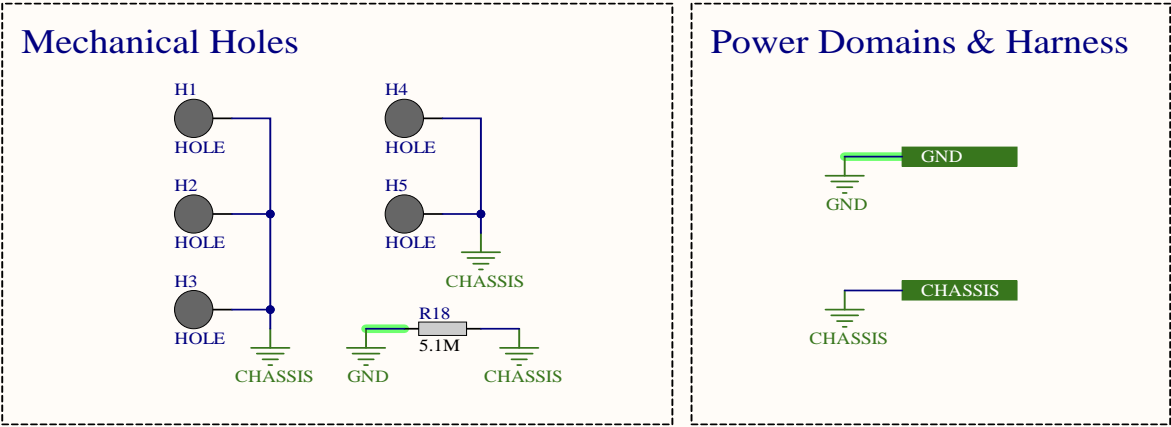 Mechanical Holes
H1
HOLE
H2
HOLE
H3
HOLE
CHASSIS
H4
HOLE
H5
HOLE
CHASSIS
R18
5.1M
GND
CHASSIS
Power Domains & Harness
GND
GND
CHASSIS
CHASSIS